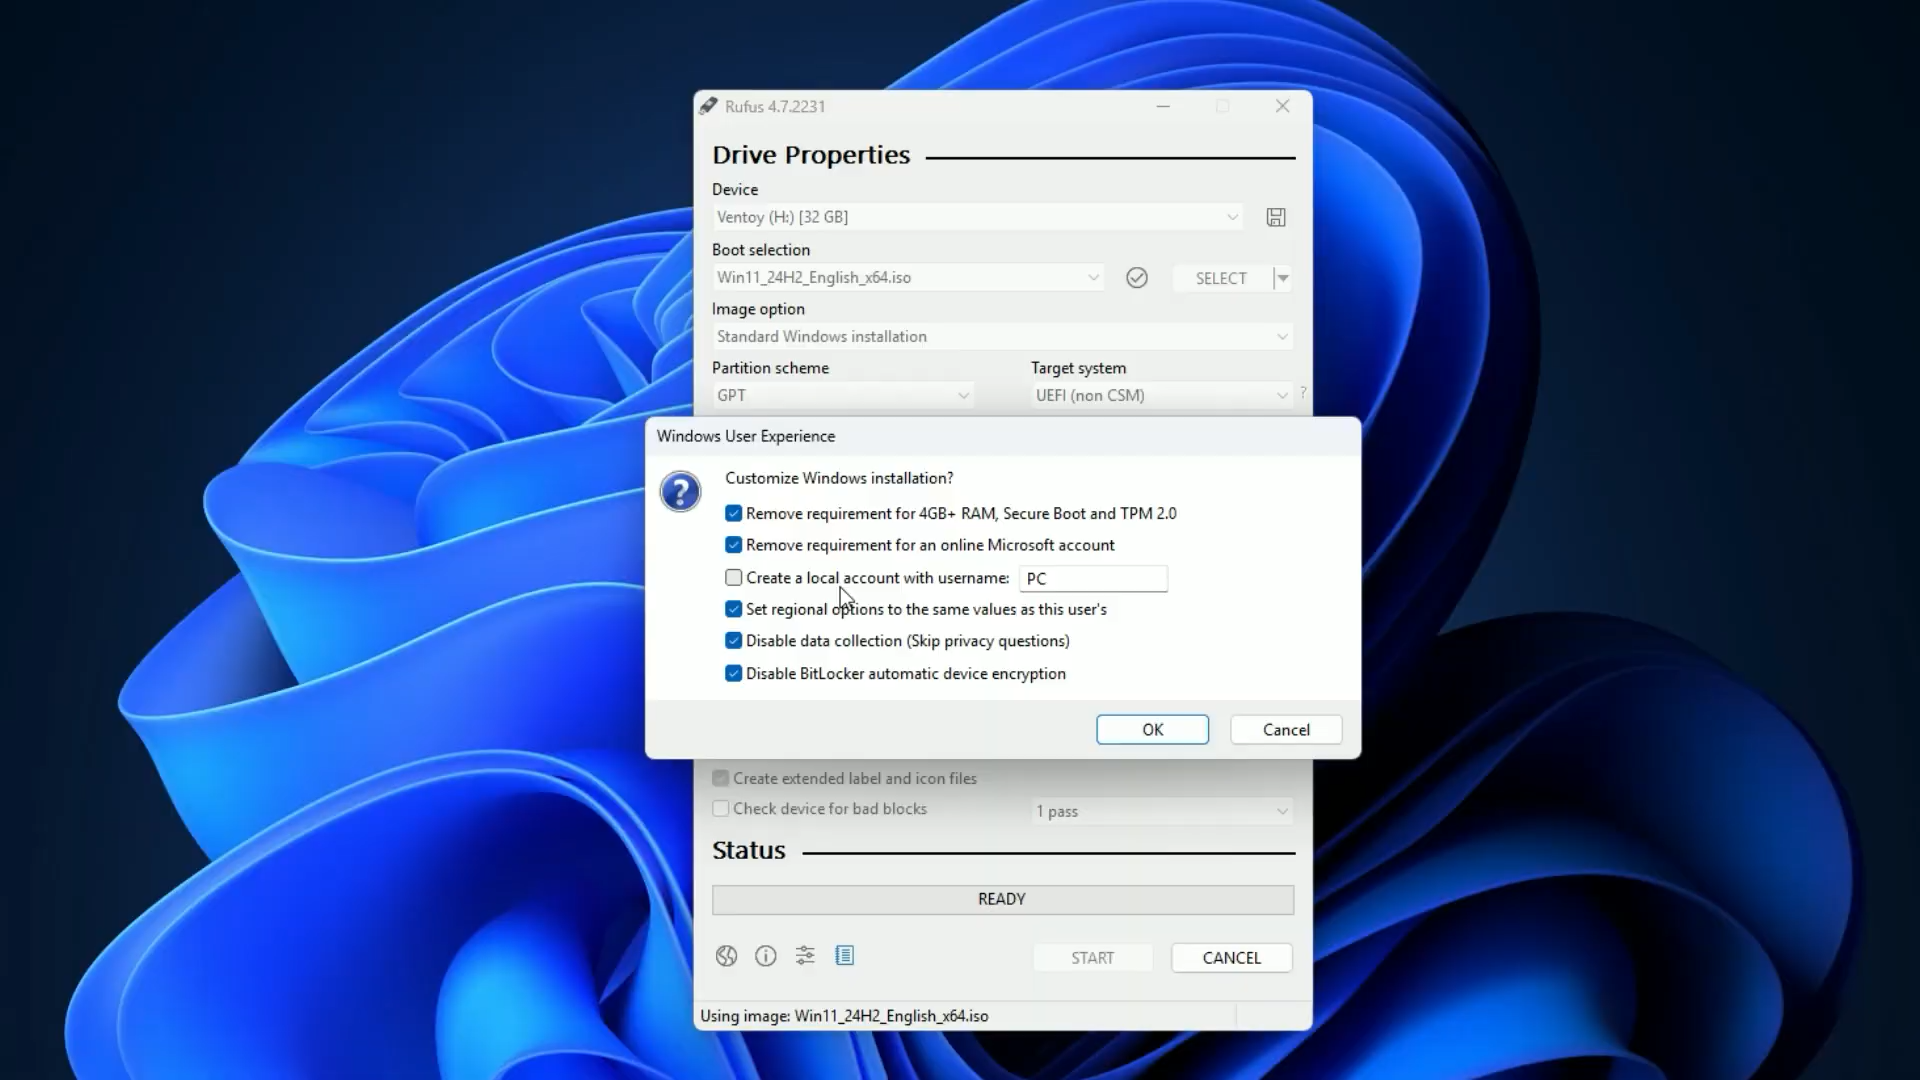 Rufus 4.7.2231
Drive Properties
Device
Ventoy (H:) [32 GB]
Boot selection
Win11_24H2_English_x64.iso
SELECT
Image option
Standard Windows installation
Partition scheme
Target system
GPT
UEFI (non CSM)
?
Windows User Experience
?
Customize Windows installation?
Remove requirement for 4GB+ RAM, Secure Boot and TPM 2.0
Remove requirement for an online Microsoft account
Create a local account with username:
PC
Set regional options to the same values as this user's
Disable data collection (Skip privacy questions)
Disable BitLocker automatic device encryption
OK
Cancel
Create extended label and icon files
Check device for bad blocks
1 pass
Status
READY
START
CANCEL
Using image: Win11_24H2_English_x64.iso